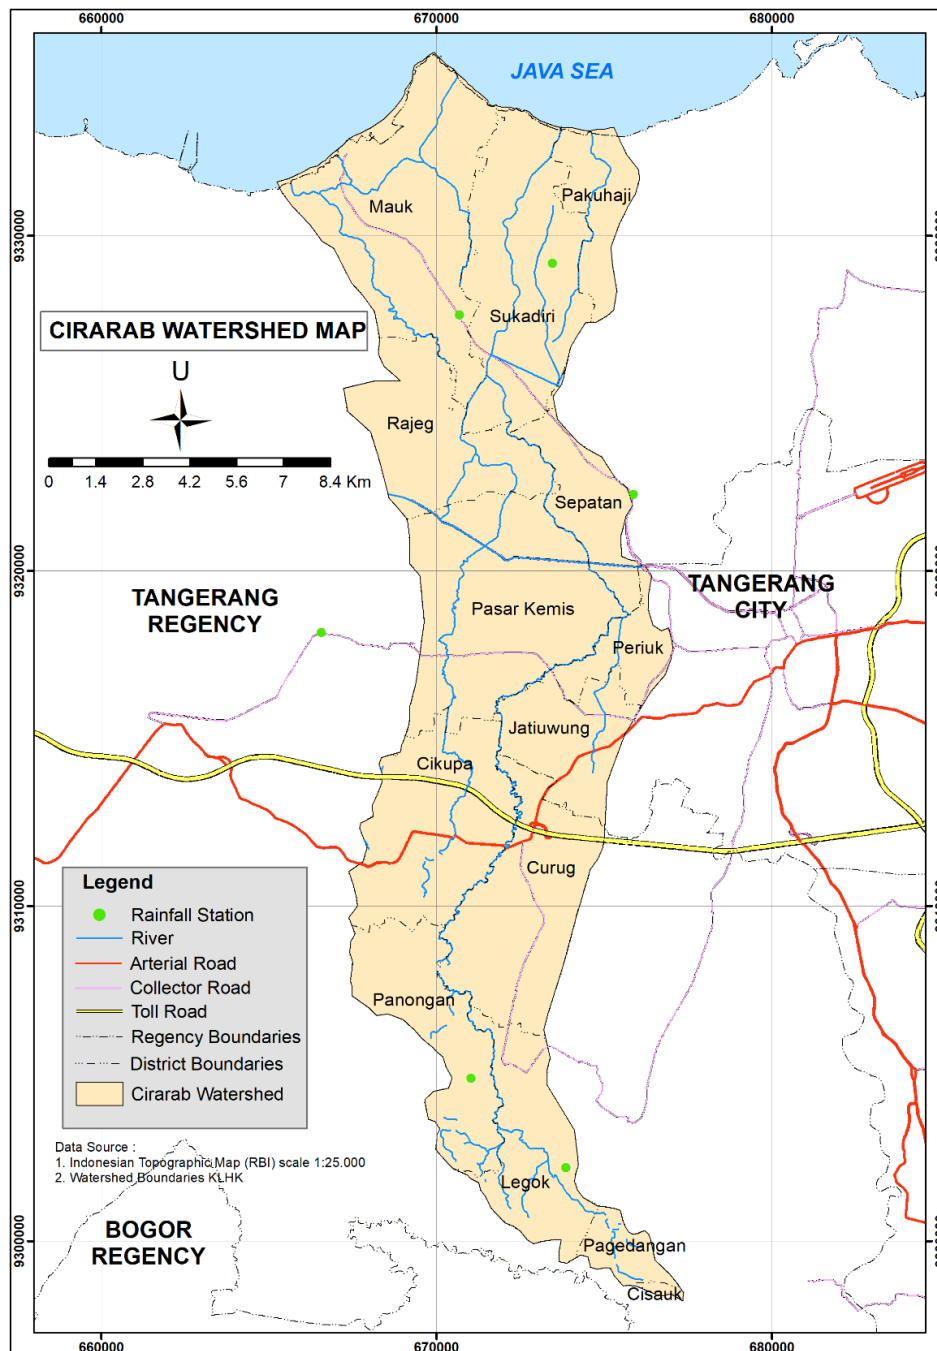 660000
670000
680000
JAVA SEA
Pakuhaji
Mauk
9330000
Sukadiri
CIRARAB WATERSHED MAP
U
Rajeg
0 1.4 2.8 4.2 5.6 7 8.4 Km
Sepatan
9320000
TANGERANG
REGENCY
TANGERANG
CITY
Pasar Kemis
Periuk
Jatiuwung
Cikupa
Curug
9310000
Legend
Rainfall Station
River
Arterial Road
Collector Road
Toll Road
Regency Boundaries
District Boundaries
Cirarab Watershed
Panongan
Data Source :
1. Indonesian Topographic Map (RBI) scale 1:25.000
2. Watershed Boundaries KLHK
Legok
BOGOR
REGENCY
9300000
Pagedangan
Cisauk
660000
670000
680000